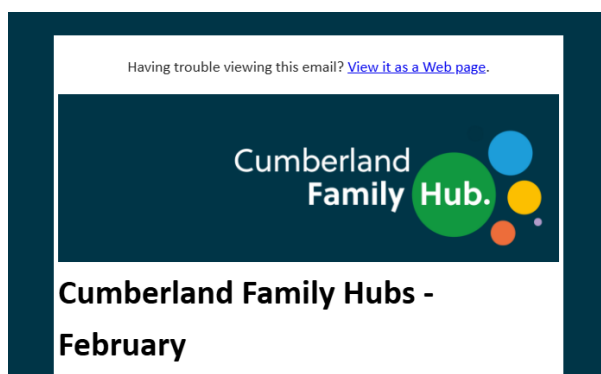 Having trouble viewing this email? View it as a Web page.
Cumberland
Family Hub.
Cumberland Family Hubs -
February